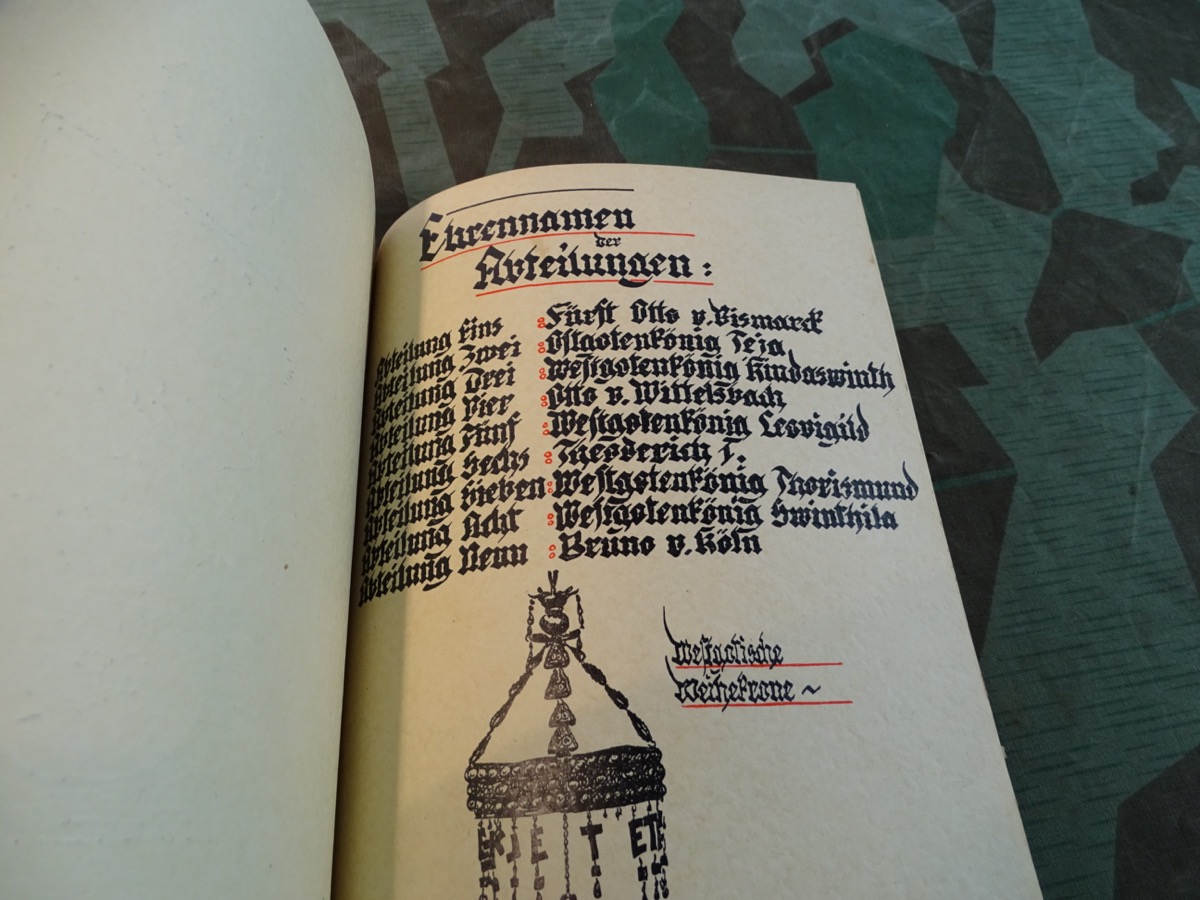 Ehrennamen
der
Abteilungen:
Abteilung Eins : Fürst Otto v. Bismarck
Abteilung Zwei : Ostgotenkönig Teja
Abteilung Drei : Westgotenkönig Kindaswinth
Abteilung Vier : Otto v. Wittelsbach
Abteilung Fünf : Westgotenkönig Leovigild
Abteilung Sechs : Theoderich I.
Abteilung Sieben : Westgotenkönig Thorismund
Abteilung Acht : Westgotenkönig Swinthila
Abteilung Neun : Bruno v. Köln
Westgotische
Weihekrone ~